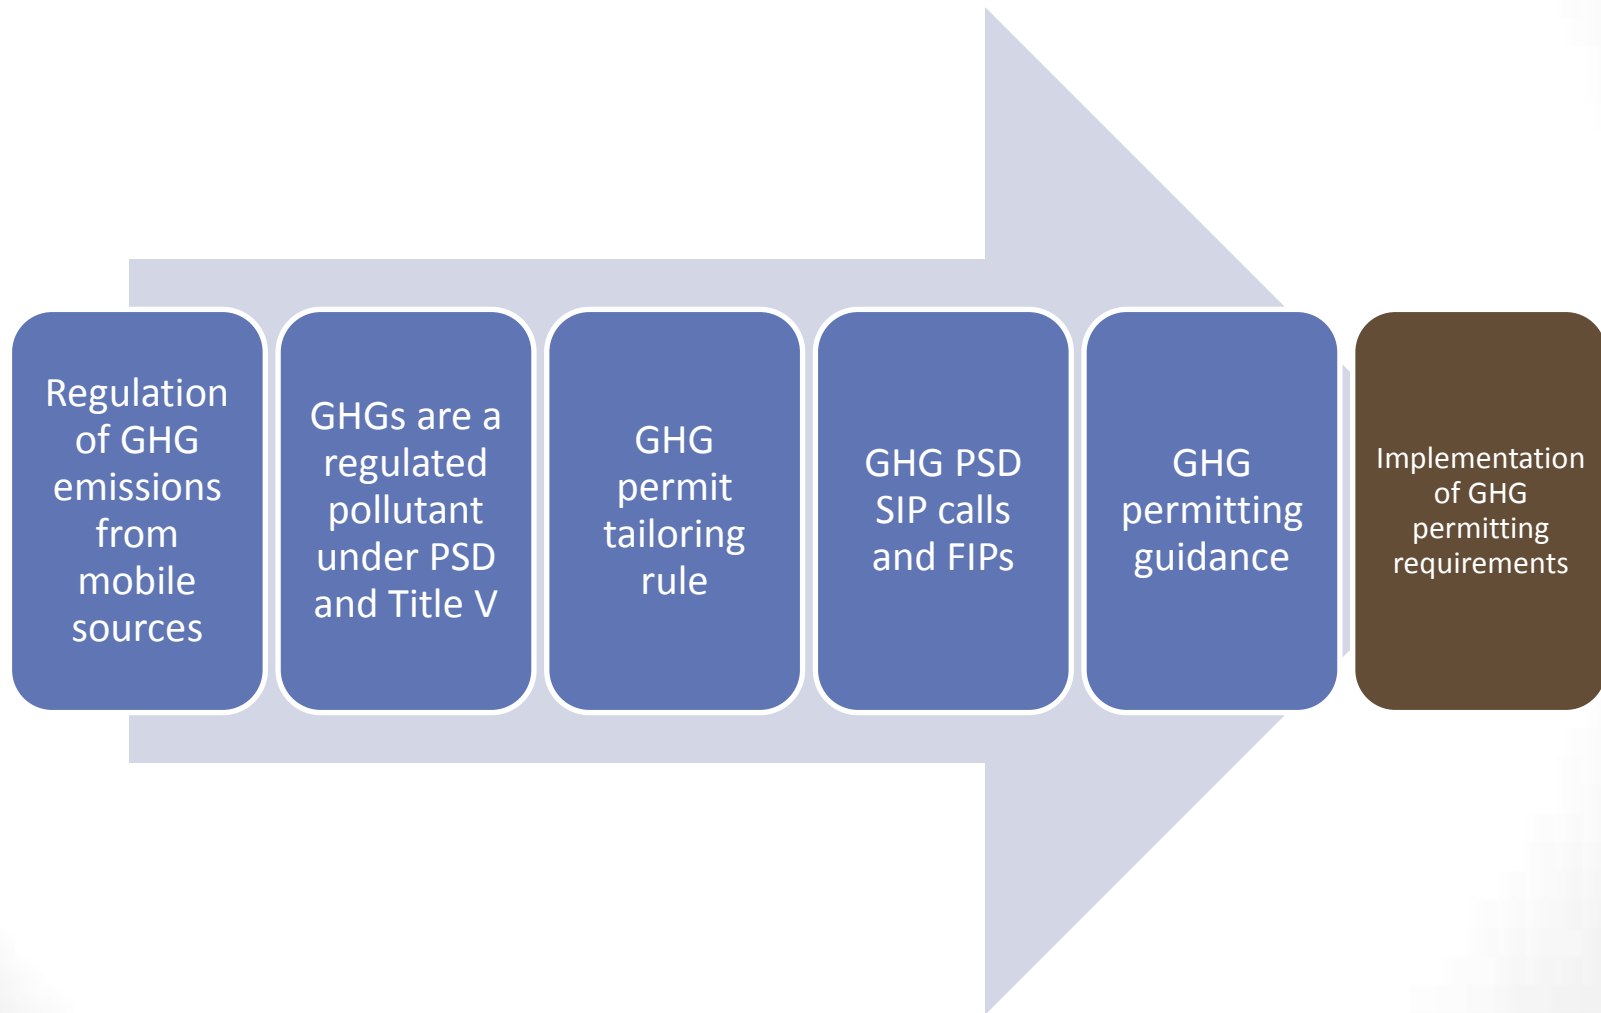 Regulation
of GHG
emissions
from
mobile
sources
GHGs are a
regulated
pollutant
under PSD
and Title V
GHG
permit
tailoring
rule
GHG PSD
SIP calls
and FIPs
GHG
permitting
guidance
Implementation
of GHG
permitting
requirements